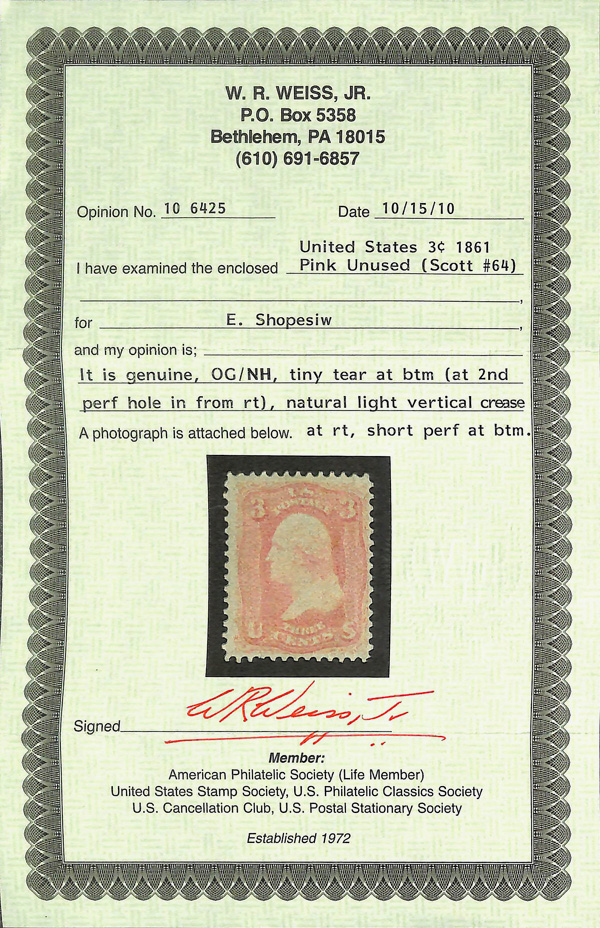 W. R. WEISS, JR.
P.O. Box 5358
Bethlehem, PA 18015
(610) 691-6857
Opinion No. 10 6425 Date 10/15/10
United States 3¢ 1861
I have examined the enclosed Pink Unused (Scott #64)
,
for E. Shopesiw ,
and my opinion is;
It is genuine, OG/NH, tiny tear at btm (at 2nd
perf hole in from rt), natural light vertical crease
A photograph is attached below. at rt, short perf at btm.
U.S.
POSTAGE
3 3
THREE
U CENTS S
W R Weiss, Jr
Signed
Member:
American Philatelic Society (Life Member)
United States Stamp Society, U.S. Philatelic Classics Society
U.S. Cancellation Club, U.S. Postal Stationary Society
Established 1972